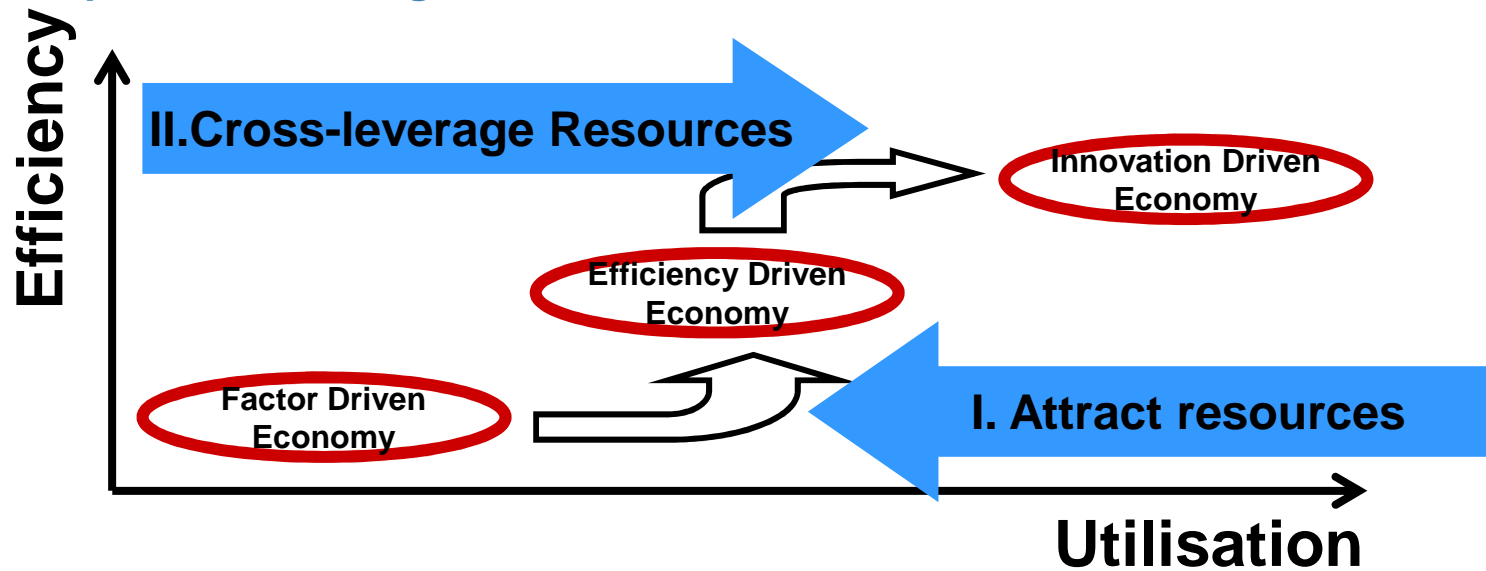 Efficiency
II.Cross-leverage Resources
Innovation Driven
Economy
Efficiency Driven
Economy
Factor Driven
Economy
I. Attract resources
Utilisation